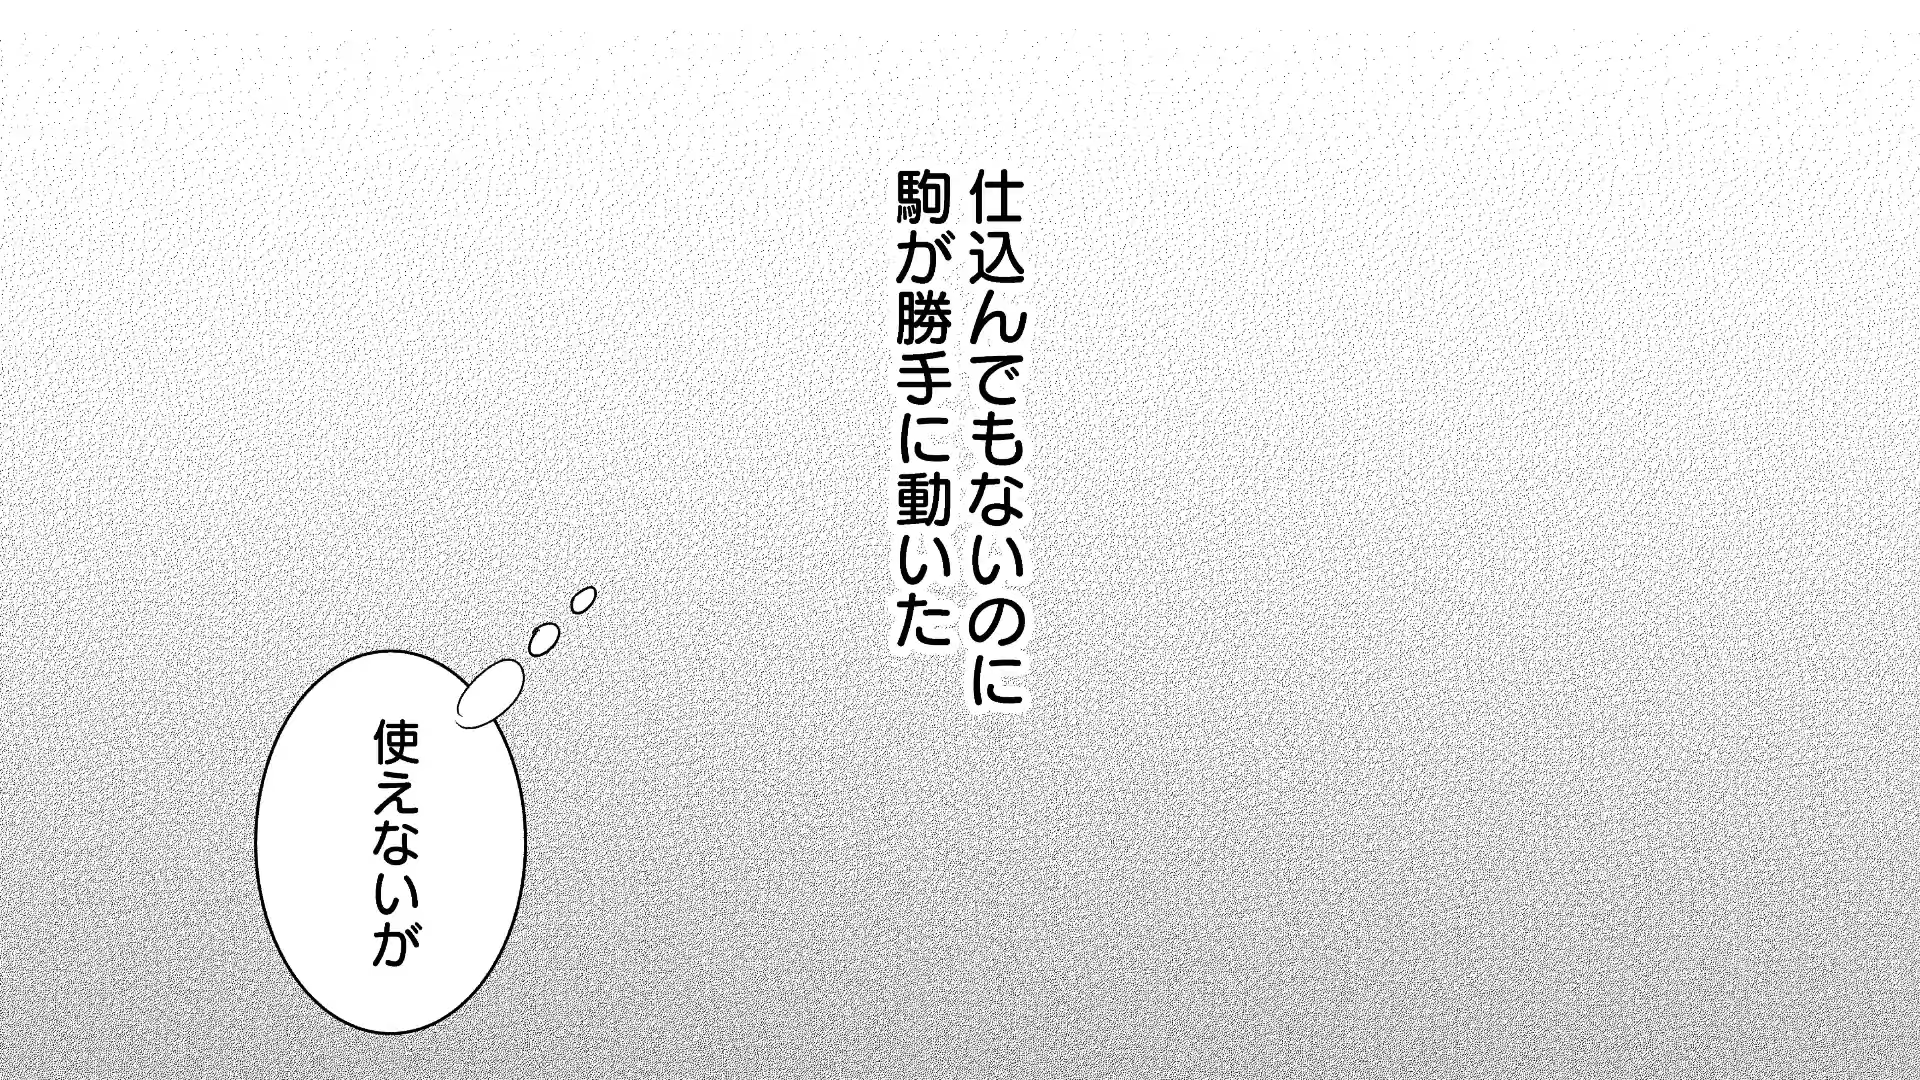 仕込んでもないのに
駒が勝手に動いた
使えないが